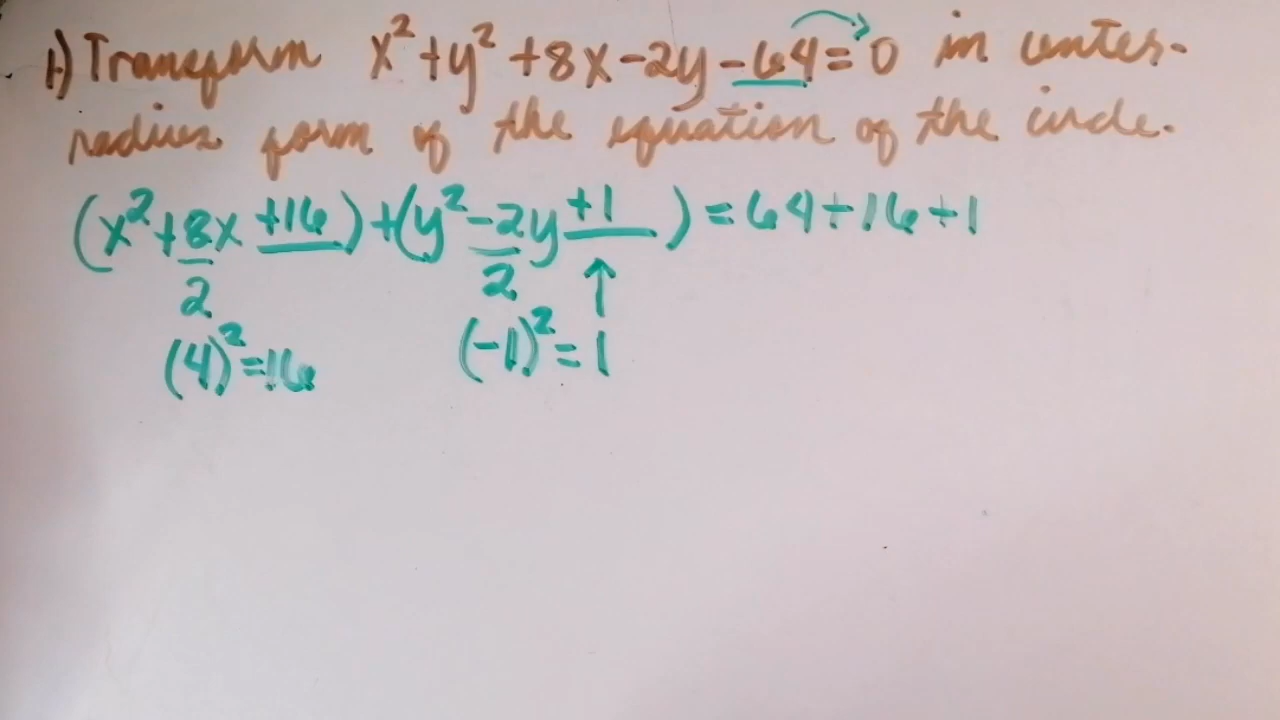 1.) Transform x² + y² + 8x - 2y - 64 = 0 in center-
radius form of the equation of the circle.
(x² + 8x + 16) + (y² - 2y + 1) = 64 + 16 + 1
2 2
(4)² = 16 (-1)² = 1